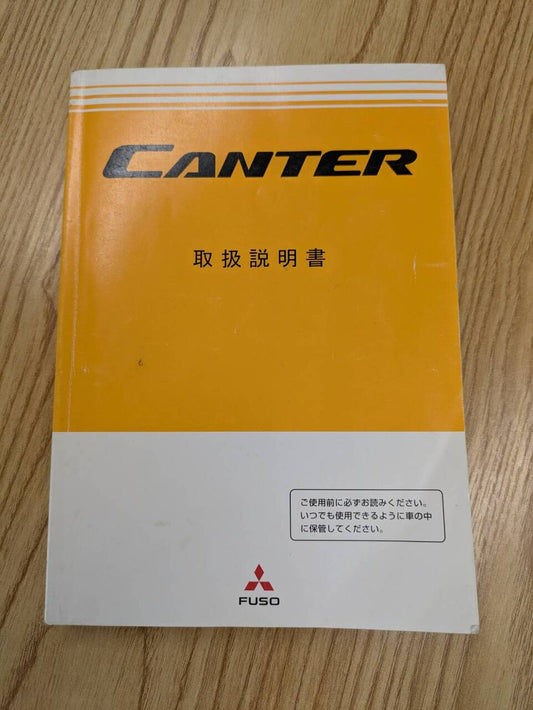 CANTER
取扱説明書
ご使用前に必ずお読みください。
いつでも使用できるように車の中
に保管してください。
FUSO